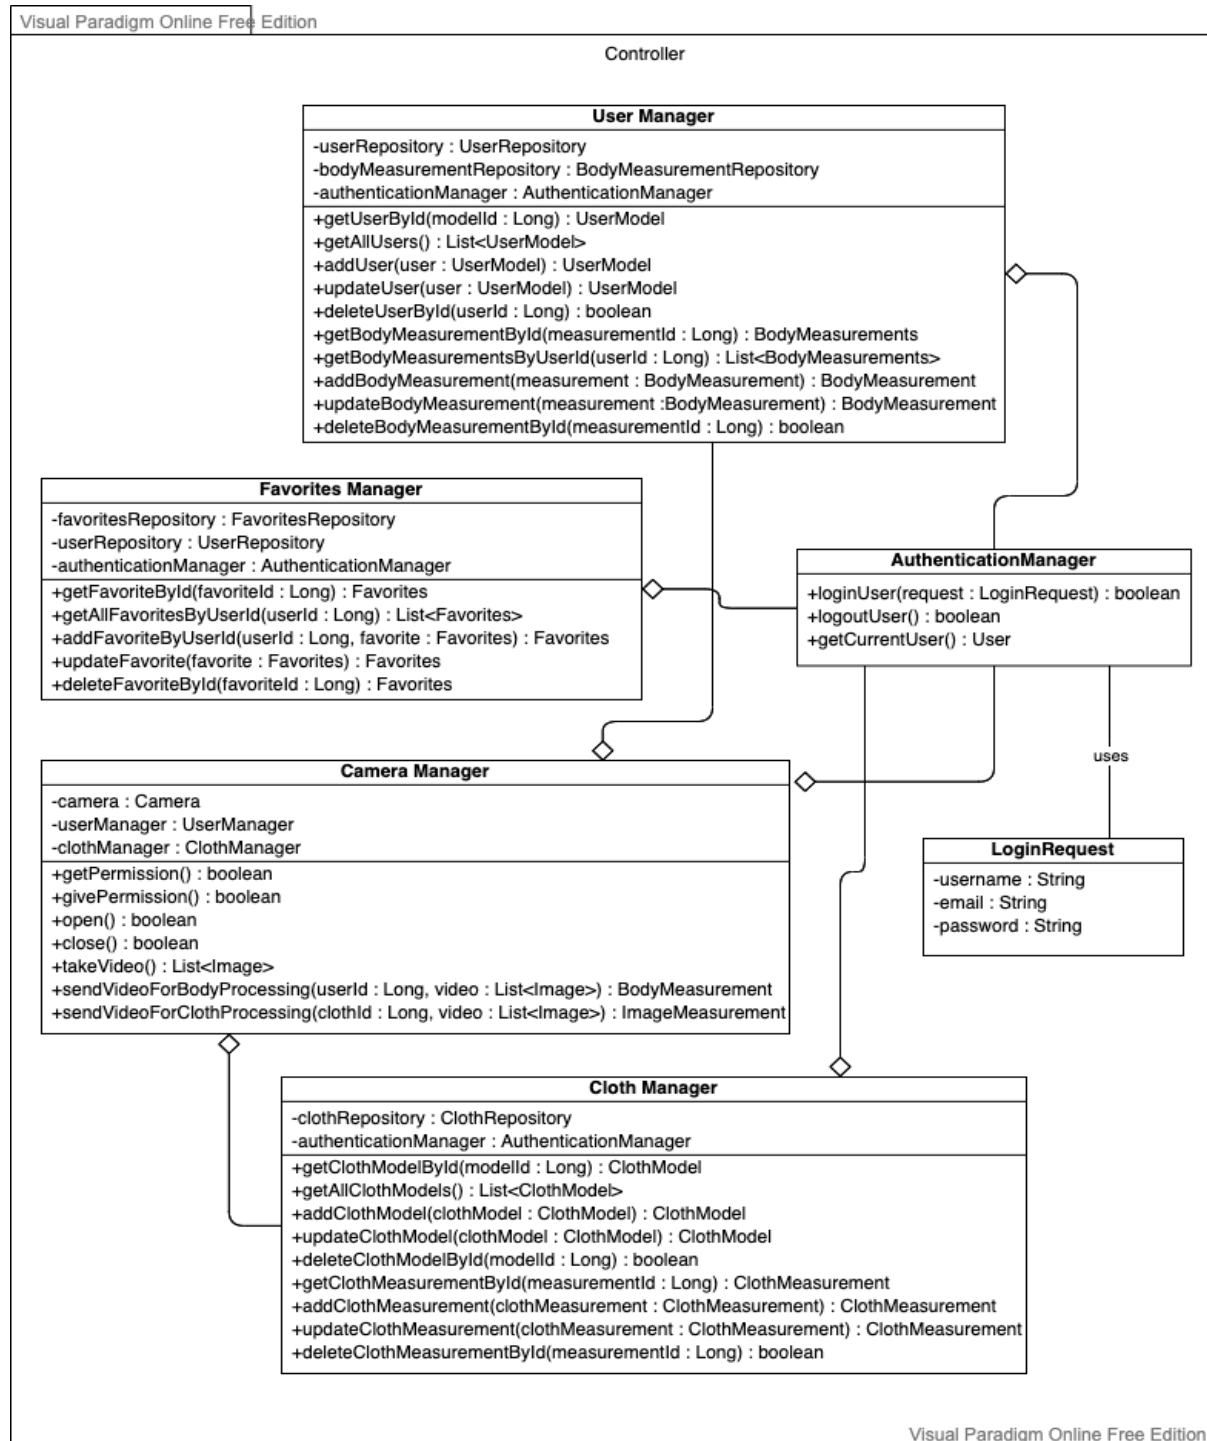 Visual Paradigm Online Free Edition
Controller
User Manager
-userRepository : UserRepository
-bodyMeasurementRepository : BodyMeasurementRepository
-authenticationManager : AuthenticationManager
+getUserById(modelId : Long) : UserModel
+getAllUsers() : List<UserModel>
+addUser(user : UserModel) : UserModel
+updateUser(user : UserModel) : UserModel
+deleteUserById(userId : Long) : boolean
+getBodyMeasurementById(measurementId : Long) : BodyMeasurements
+getBodyMeasurementsByUserId(userId : Long) : List<BodyMeasurements>
+addBodyMeasurement(measurement : BodyMeasurement) : BodyMeasurement
+updateBodyMeasurement(measurement :BodyMeasurement) : BodyMeasurement
+deleteBodyMeasurementById(measurementId : Long) : boolean
Favorites Manager
-favoritesRepository : FavoritesRepository
-userRepository : UserRepository
-authenticationManager : AuthenticationManager
+getFavoriteById(favoriteId : Long) : Favorites
+getAllFavoritesByUserId(userId : Long) : List<Favorites>
+addFavoriteByUserId(userId : Long, favorite : Favorites) : Favorites
+updateFavorite(favorite : Favorites) : Favorites
+deleteFavoriteById(favoriteId : Long) : Favorites
AuthenticationManager
+loginUser(request : LoginRequest) : boolean
+logoutUser() : boolean
+getCurrentUser() : User
uses
Camera Manager
-camera : Camera
-userManager : UserManager
-clothManager : ClothManager
+getPermission() : boolean
+givePermission() : boolean
+open() : boolean
+close() : boolean
+takeVideo() : List<Image>
+sendVideoForBodyProcessing(userId : Long, video : List<Image>) : BodyMeasurement
+sendVideoForClothProcessing(clothId : Long, video : List<Image>) : ImageMeasurement
LoginRequest
-username : String
-email : String
-password : String
Cloth Manager
-clothRepository : ClothRepository
-authenticationManager : AuthenticationManager
+getClothModelById(modelId : Long) : ClothModel
+getAllClothModels() : List<ClothModel>
+addClothModel(clothModel : ClothModel) : ClothModel
+updateClothModel(clothModel : ClothModel) : ClothModel
+deleteClothModelById(modelId : Long) : boolean
+getClothMeasurementById(measurementId : Long) : ClothMeasurement
+addClothMeasurement(clothMeasurement : ClothMeasurement) : ClothMeasurement
+updateClothMeasurement(clothMeasurement : ClothMeasurement) : ClothMeasurement
+deleteClothMeasurementById(measurementId : Long) : boolean
Visual Paradigm Online Free Edition